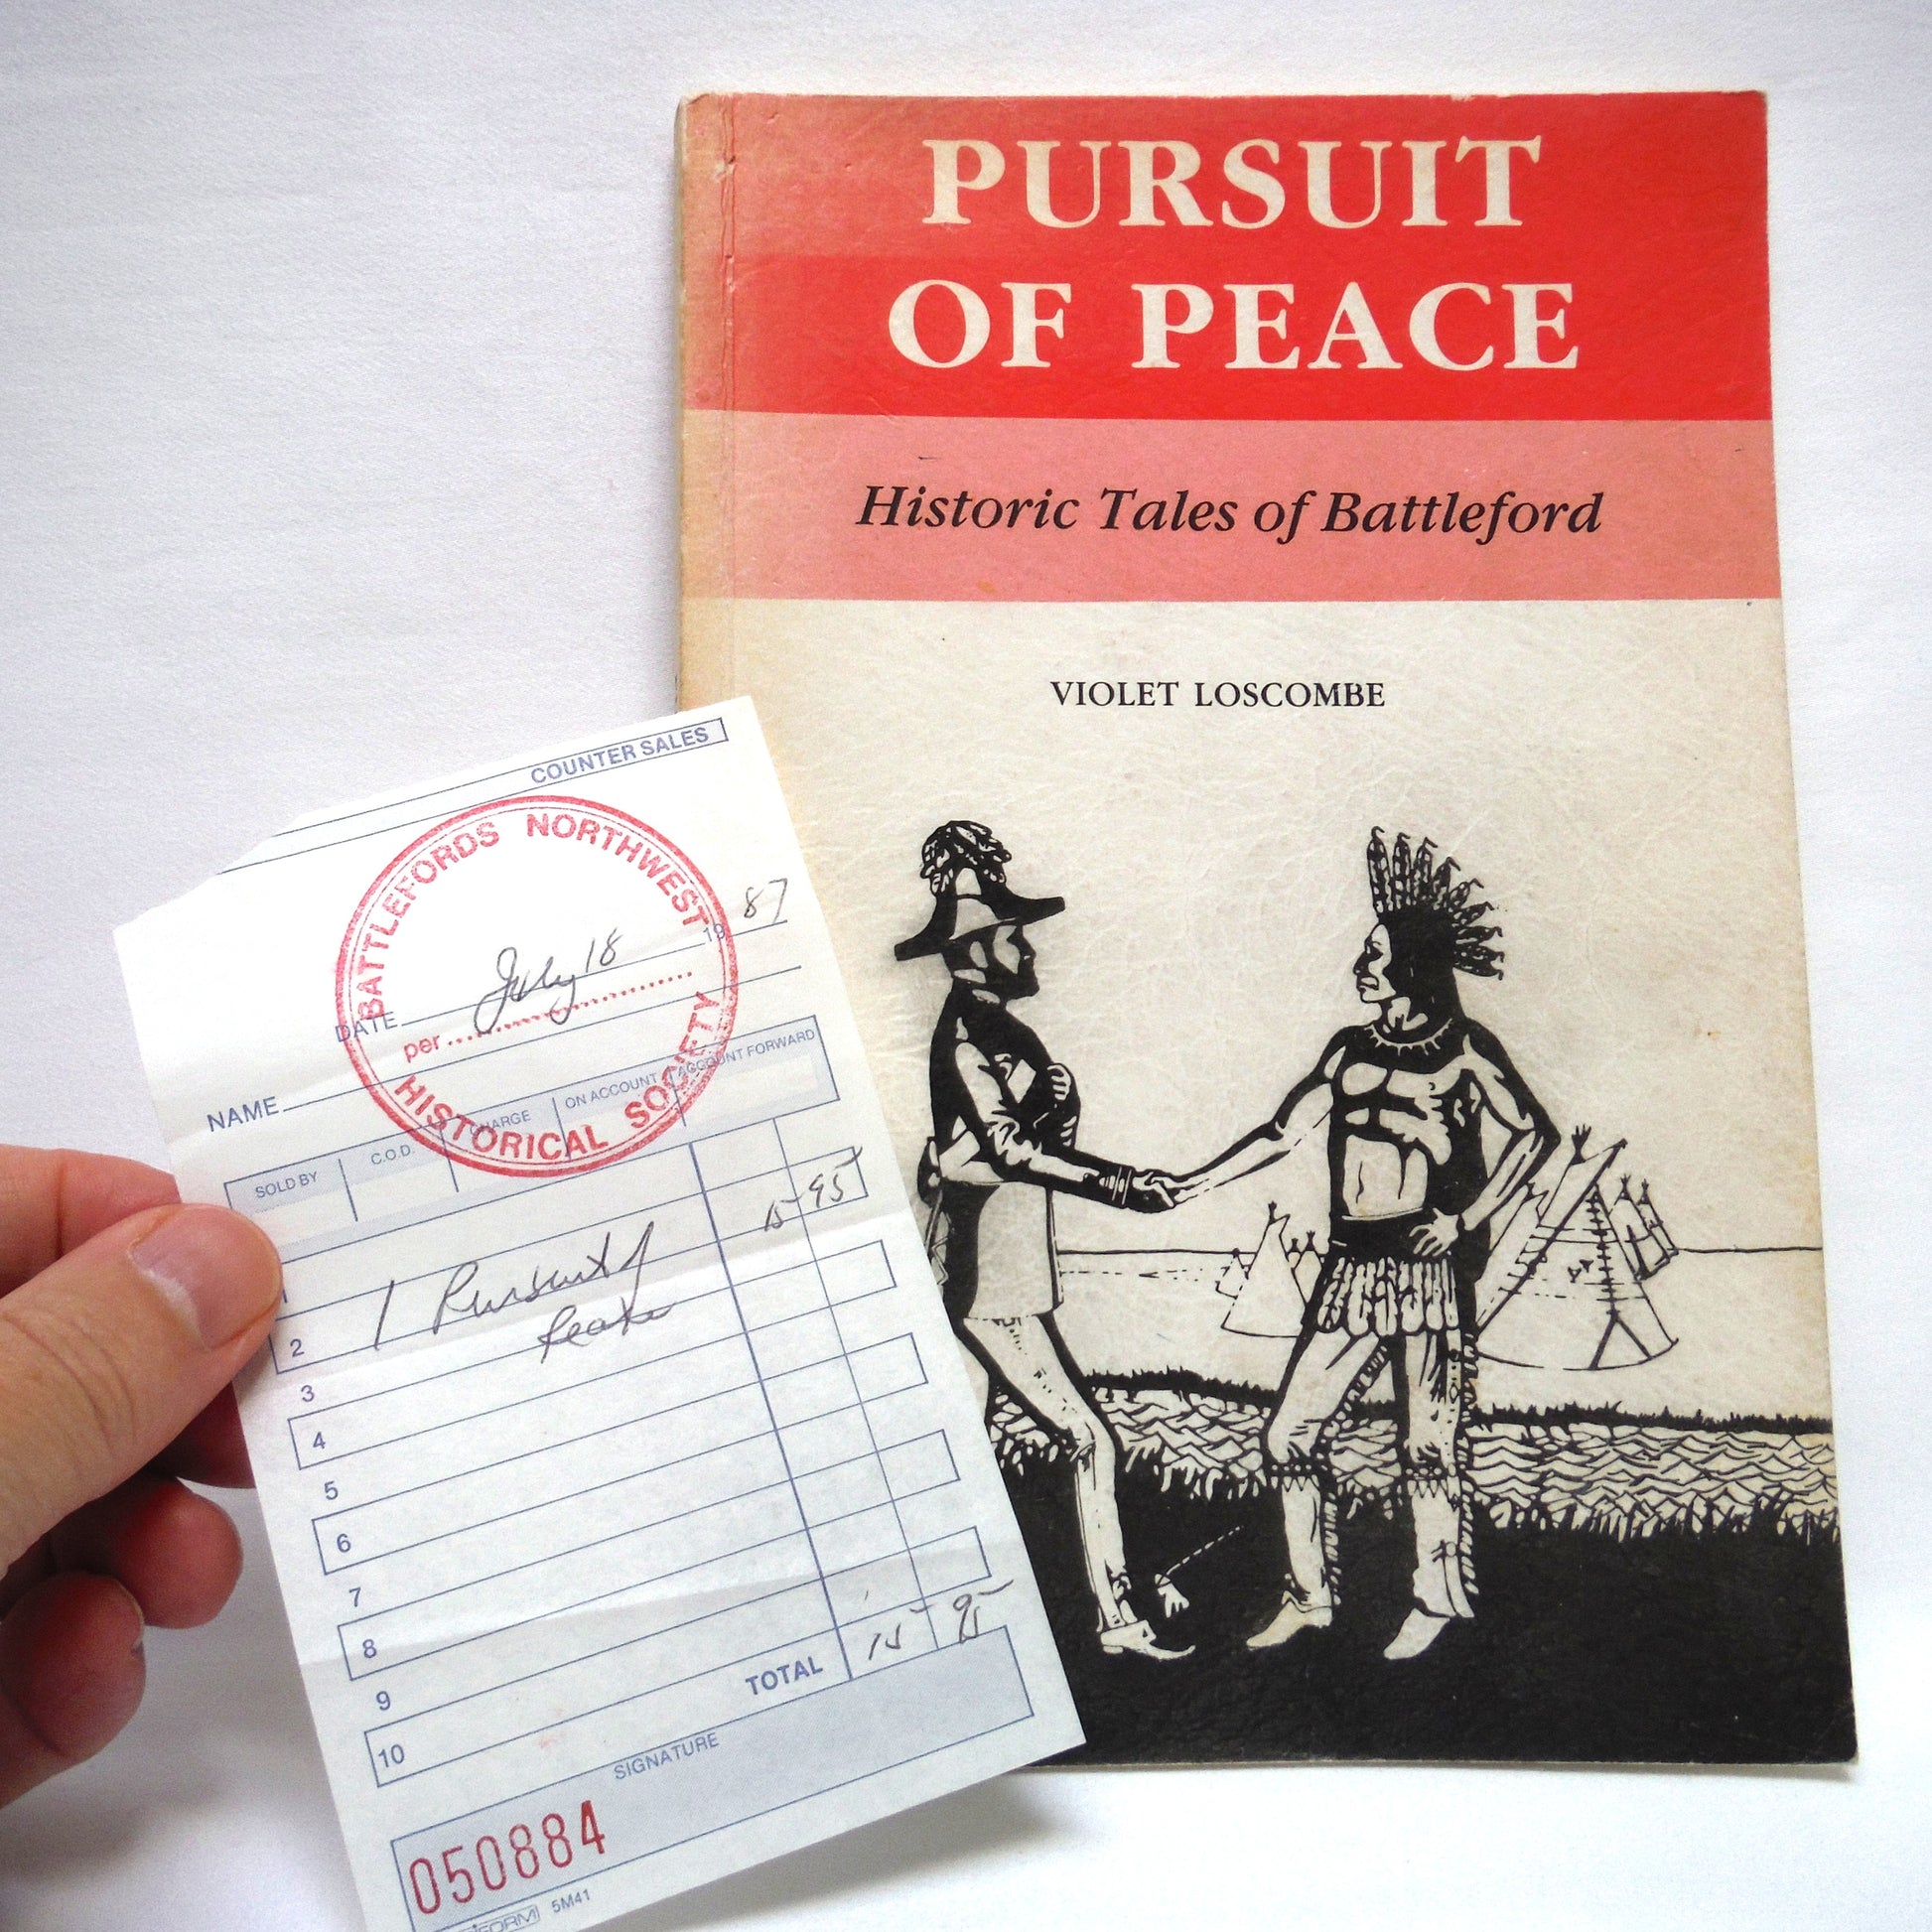 PURSUIT
OF PEACE
Historic Tales of Battleford
VIOLET LOSCOMBE
COUNTER SALES
BATTLEFORDS NORTHWEST
HISTORICAL SOCIETY
DATE July 18 19 87
per
NAME
SOLD BY C.O.D. CHARGE ON ACCOUNT ACCOUNT FORWARD
15 95
1
1 Pursuit of
2
Peace
3
4
5
6
7
8
9
10
TOTAL 15 95
SIGNATURE
050884
5M41